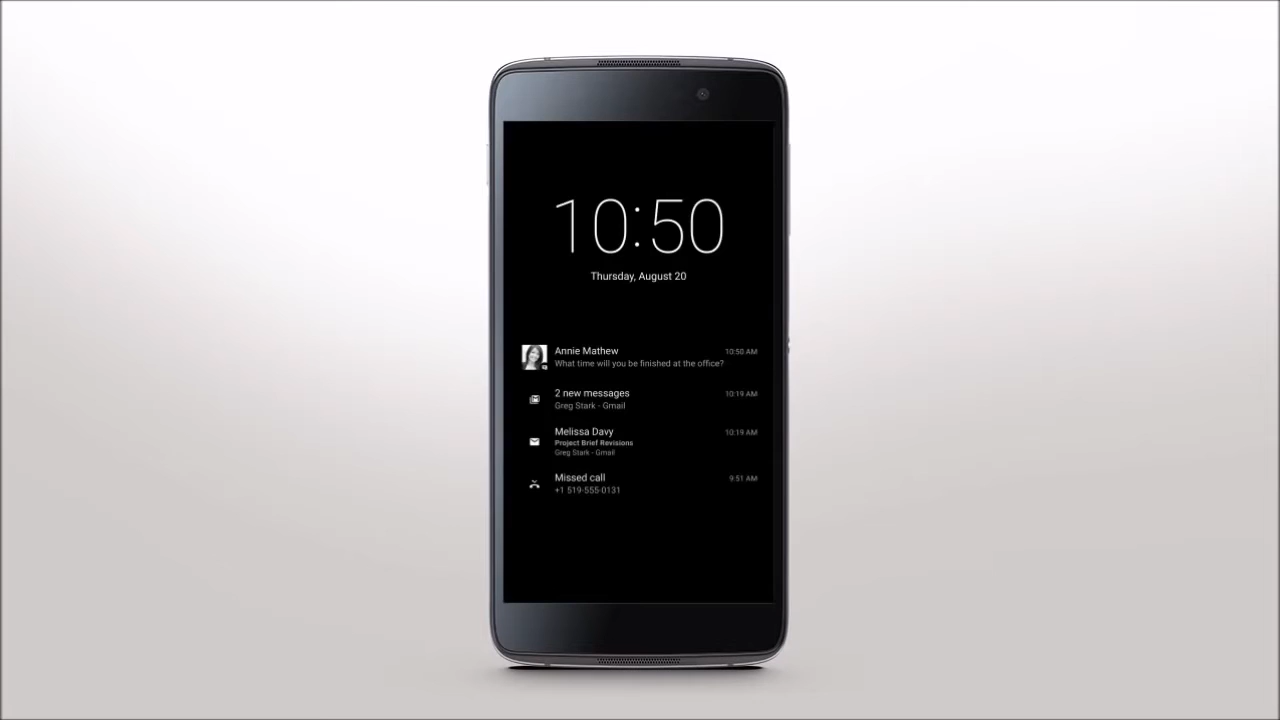 10:50
Thursday, August 20
Annie Mathew 10:50 AM
What time will you be finished at the office?
2 new messages 10:19 AM
Greg Stark - Gmail
Melissa Davy 10:19 AM
Project Brief Revisions
Greg Stark - Gmail
Missed call 9:51 AM
+1 519-555-0131